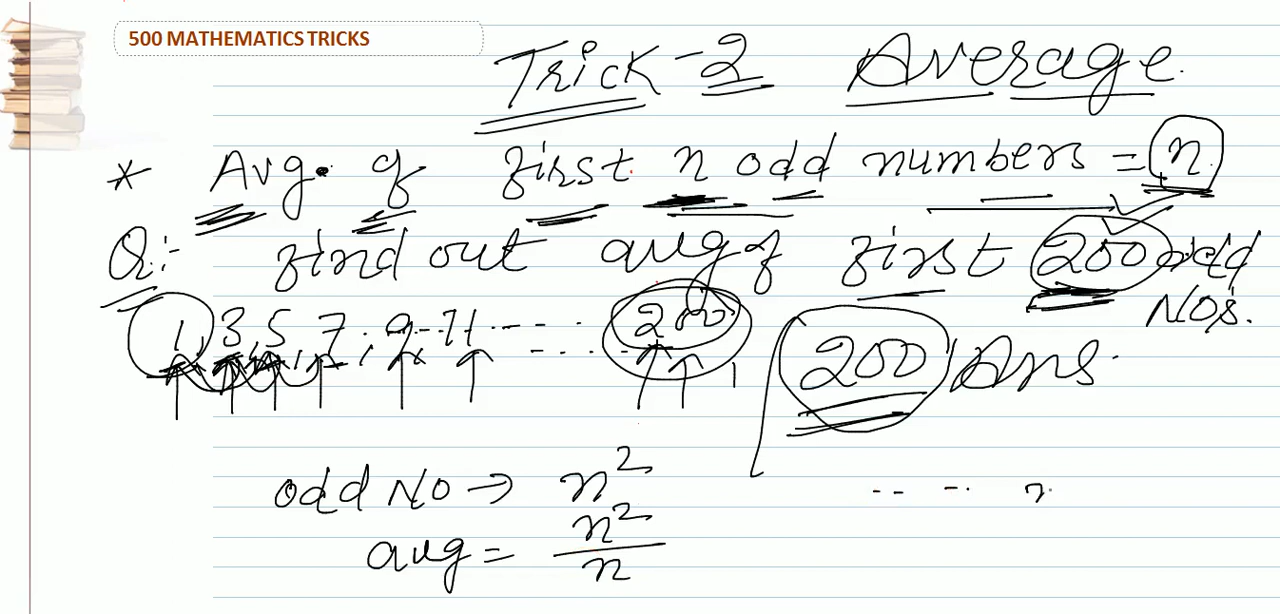 500 MATHEMATICS TRICKS
Trick-2 Average.
* Avg. of first n odd numbers = n
Q:- find out avg of first 200 odd Nos.
1, 3, 5, 7, 9, 11 ---- 200
200 Ans.
odd No → n²
avg = n²/n